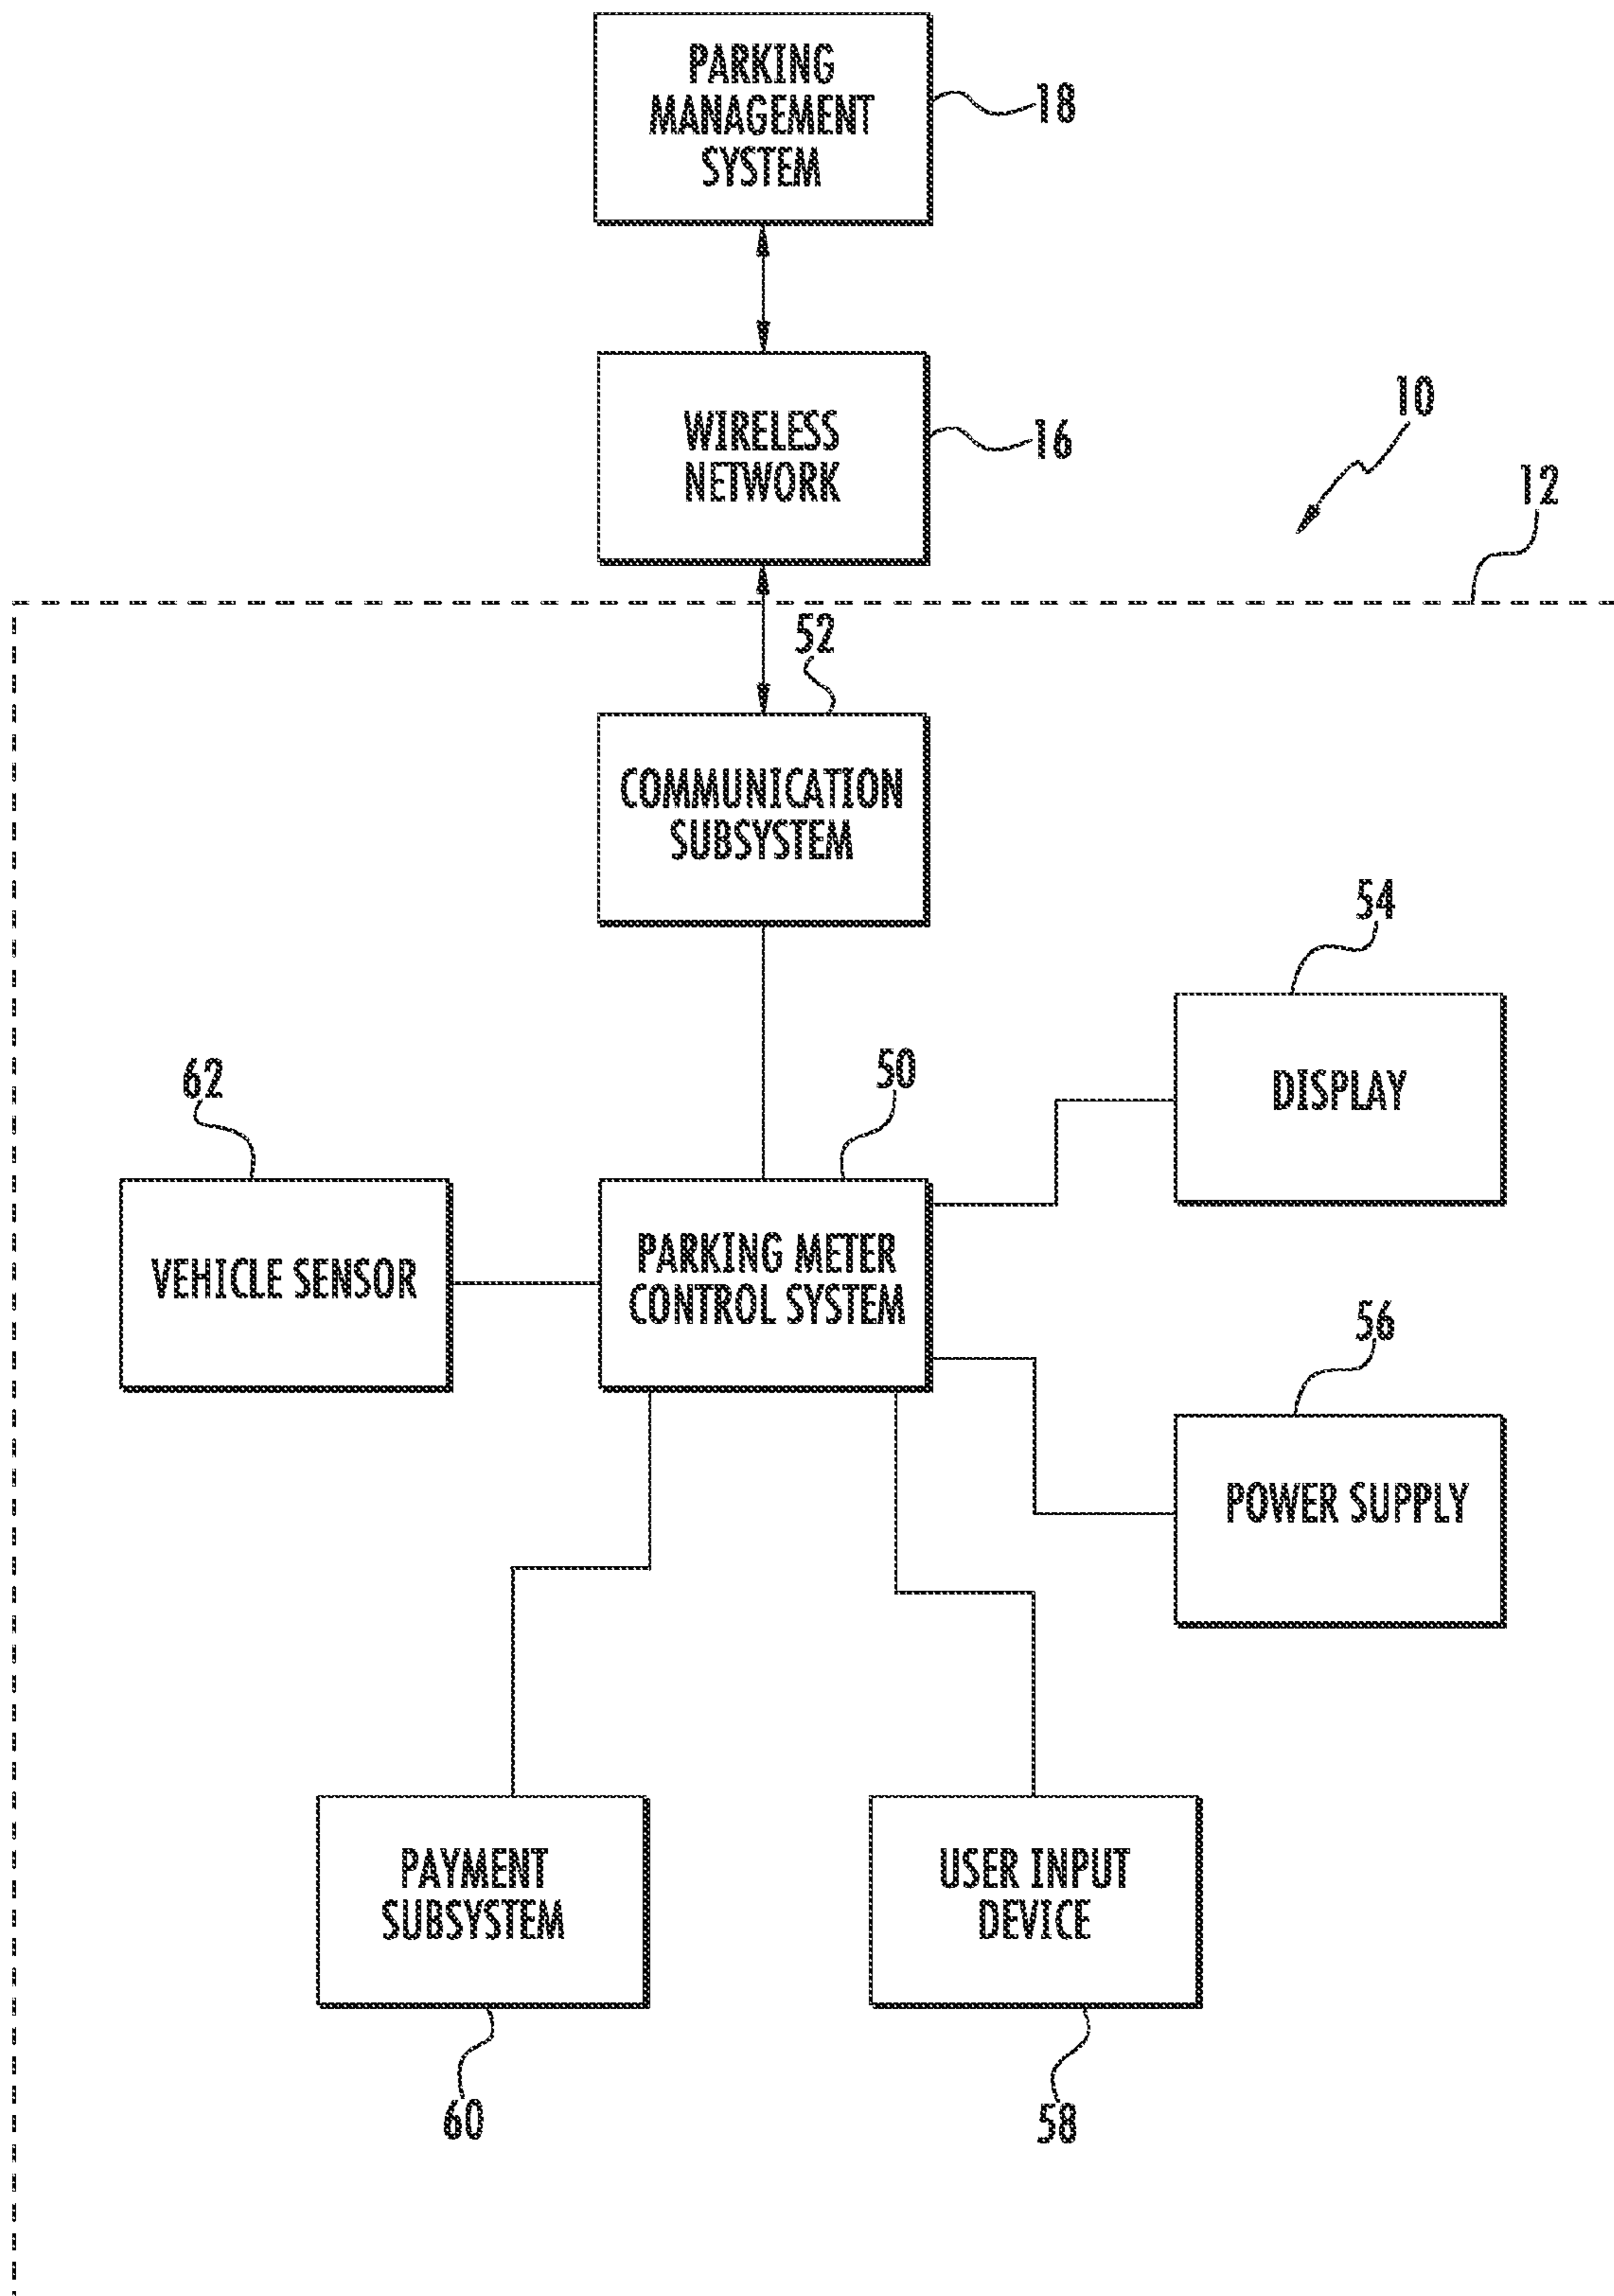 PARKING
MANAGEMENT
SYSTEM
18
WIRELESS
NETWORK
16
10
12
52
COMMUNICATION
SUBSYSTEM
54
DISPLAY
62
50
VEHICLE SENSOR
PARKING METER
CONTROL SYSTEM
56
POWER SUPPLY
PAYMENT
SUBSYSTEM
USER INPUT
DEVICE
60
58